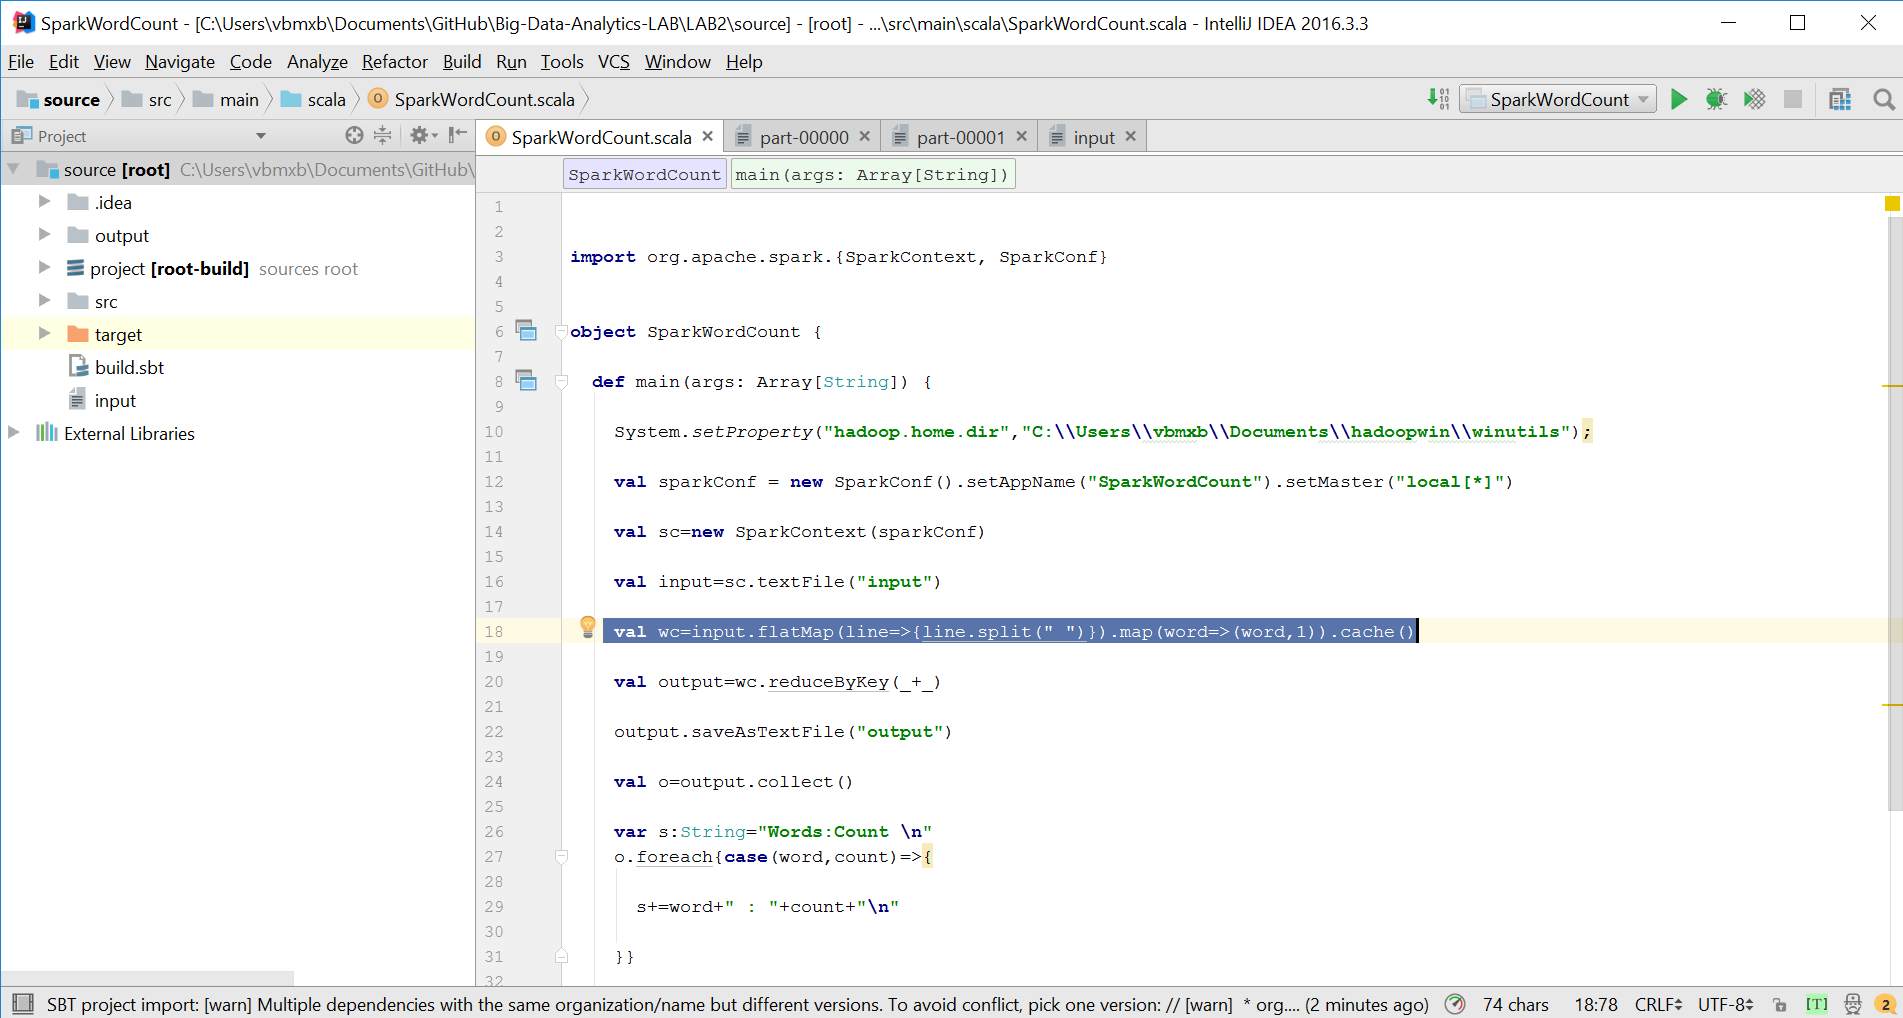 SparkWordCount - [C:\Users\vbmxb\Documents\GitHub\Big-Data-Analytics-LAB\LAB2\source] - [root] - ...\src\main\scala\SparkWordCount.scala - IntelliJ IDEA 2016.3.3
File Edit View Navigate Code Analyze Refactor Build Run Tools VCS Window Help
source src main scala SparkWordCount.scala SparkWordCount
Project
SparkWordCount.scala part-00000 part-00001 input
source [root] C:\Users\vbmxb\Documents\GitHub\
.idea
output
project [root-build] sources root
src
target
build.sbt
input
External Libraries
SparkWordCount main(args: Array[String])
1
2
3 import org.apache.spark.{SparkContext, SparkConf}
4
5
6 object SparkWordCount {
7
8 def main(args: Array[String]) {
9
10 System.setProperty("hadoop.home.dir","C:\\Users\\vbmxb\\Documents\\hadoopwin\\winutils");
11
12 val sparkConf = new SparkConf().setAppName("SparkWordCount").setMaster("local[*]")
13
14 val sc=new SparkContext(sparkConf)
15
16 val input=sc.textFile("input")
17
18 val wc=input.flatMap(line=>{line.split(" ")}).map(word=>(word,1)).cache()
19
20 val output=wc.reduceByKey(_+_)
21
22 output.saveAsTextFile("output")
23
24 val o=output.collect()
25
26 var s:String="Words:Count \n"
27 o.foreach{case(word,count)=>{
28
29 s+=word+" : "+count+"\n"
30
31 }}
32
SBT project import: [warn] Multiple dependencies with the same organization/name but different versions. To avoid conflict, pick one version: // [warn] * org.... (2 minutes ago) 74 chars 18:78 CRLF UTF-8 [T] 2